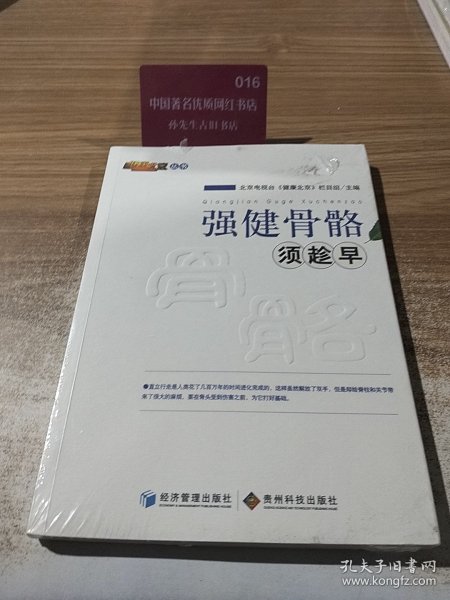 016
中国著名优质网红书店
孙先生古旧书店
丛书
北京电视台《健康北京》栏目组/主编
Qiangjian Guge Xuchenzao
强健骨骼
须趁早
骨
骼
●直立行走是人类花了几百万年的时间进化完成的，这样虽然解放了双手，但是却给脊柱和关节带
来了很大的麻烦，要在骨头受到伤害之前，为它打好基础。
经济管理出版社
ECONOMY & MANAGEMENT PUBLISHING HOUSE
贵州科技出版社
孔夫子旧书网
www.kongfz.com